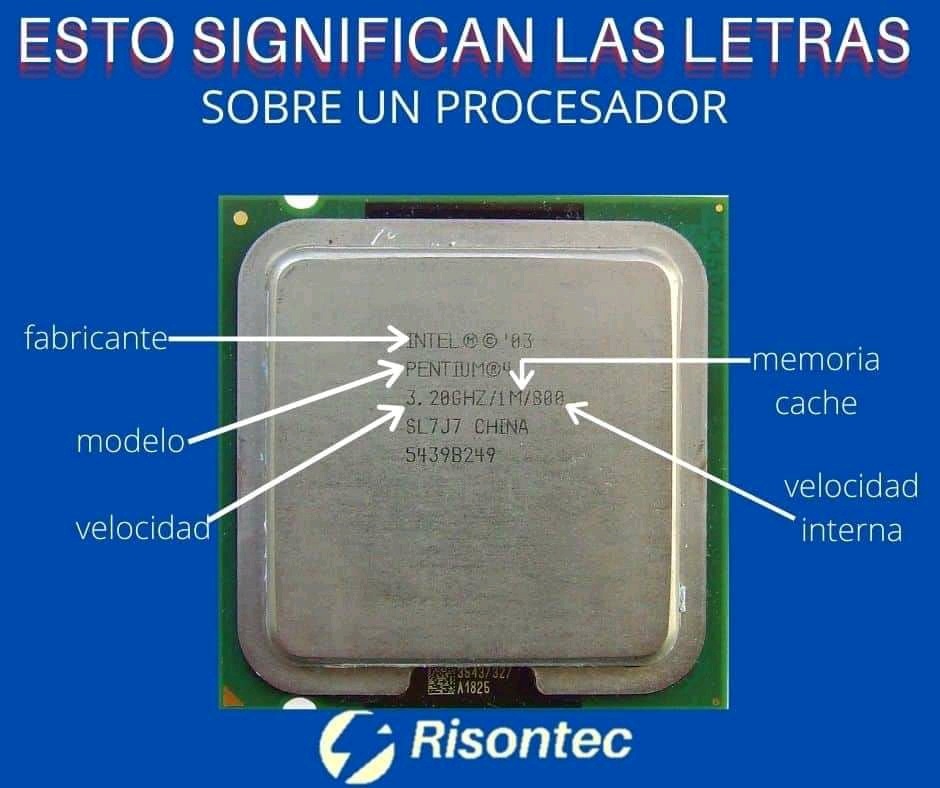 ESTO SIGNIFICAN LAS LETRAS
SOBRE UN PROCESADOR
fabricante
modelo
velocidad
INTEL®©'03
PENTIUM®4
3.20GHZ/1M/800
SL7J7 CHINA
5439B249
memoria
cache
velocidad
interna
A1825
Risontec